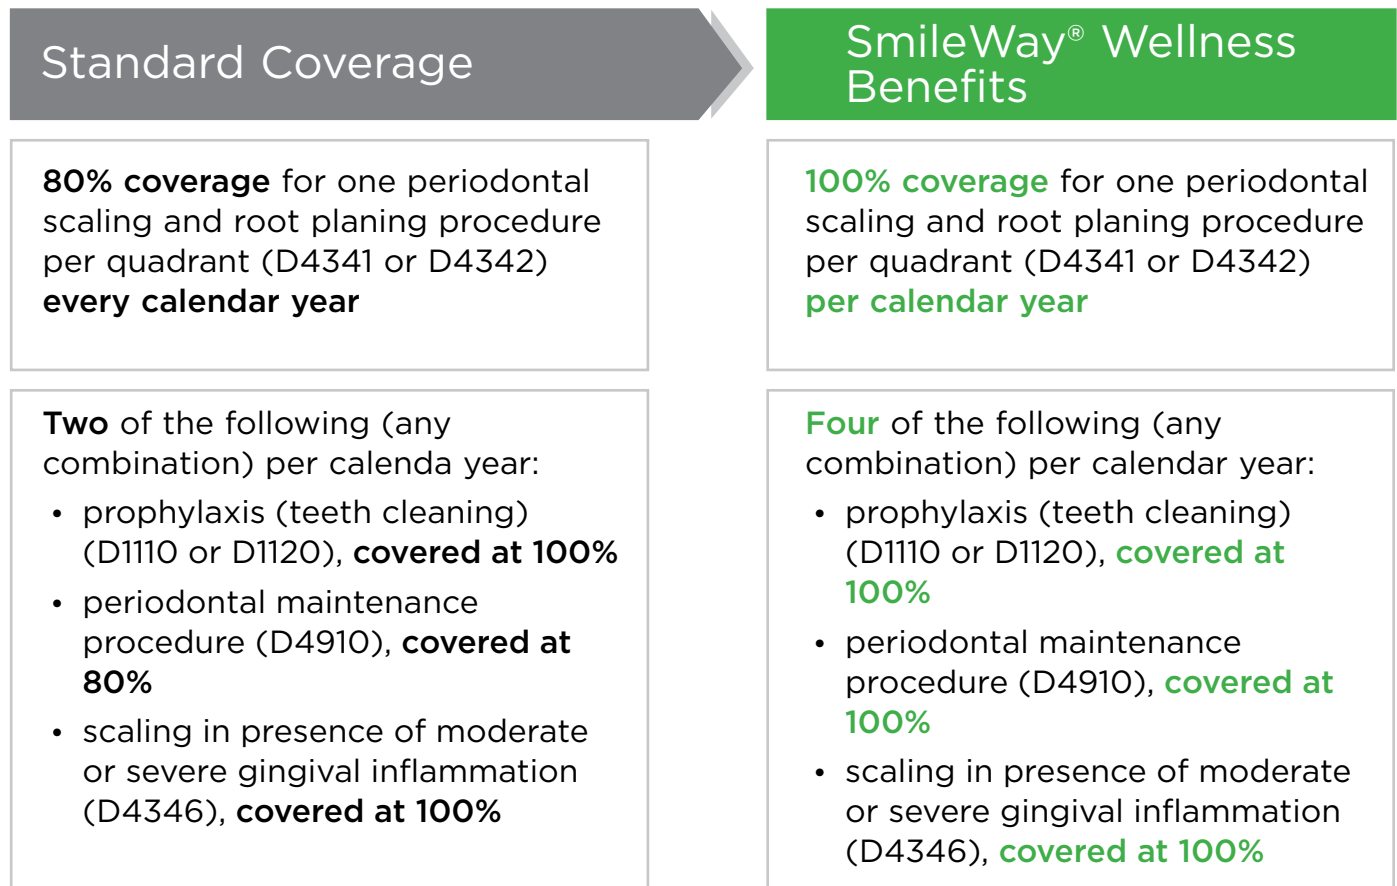 Standard Coverage
80% coverage for one periodontal
scaling and root planing procedure
per quadrant (D4341 or D4342)
every calendar year
Two of the following (any
combination) per calenda year:
• prophylaxis (teeth cleaning)
(D1110 or D1120), covered at 100%
• periodontal maintenance
procedure (D4910), covered at
80%
• scaling in presence of moderate
or severe gingival inflammation
(D4346), covered at 100%
SmileWay® Wellness
Benefits
100% coverage for one periodontal
scaling and root planing procedure
per quadrant (D4341 or D4342)
per calendar year
Four of the following (any
combination) per calendar year:
• prophylaxis (teeth cleaning)
(D1110 or D1120), covered at
100%
• periodontal maintenance
procedure (D4910), covered at
100%
• scaling in presence of moderate
or severe gingival inflammation
(D4346), covered at 100%